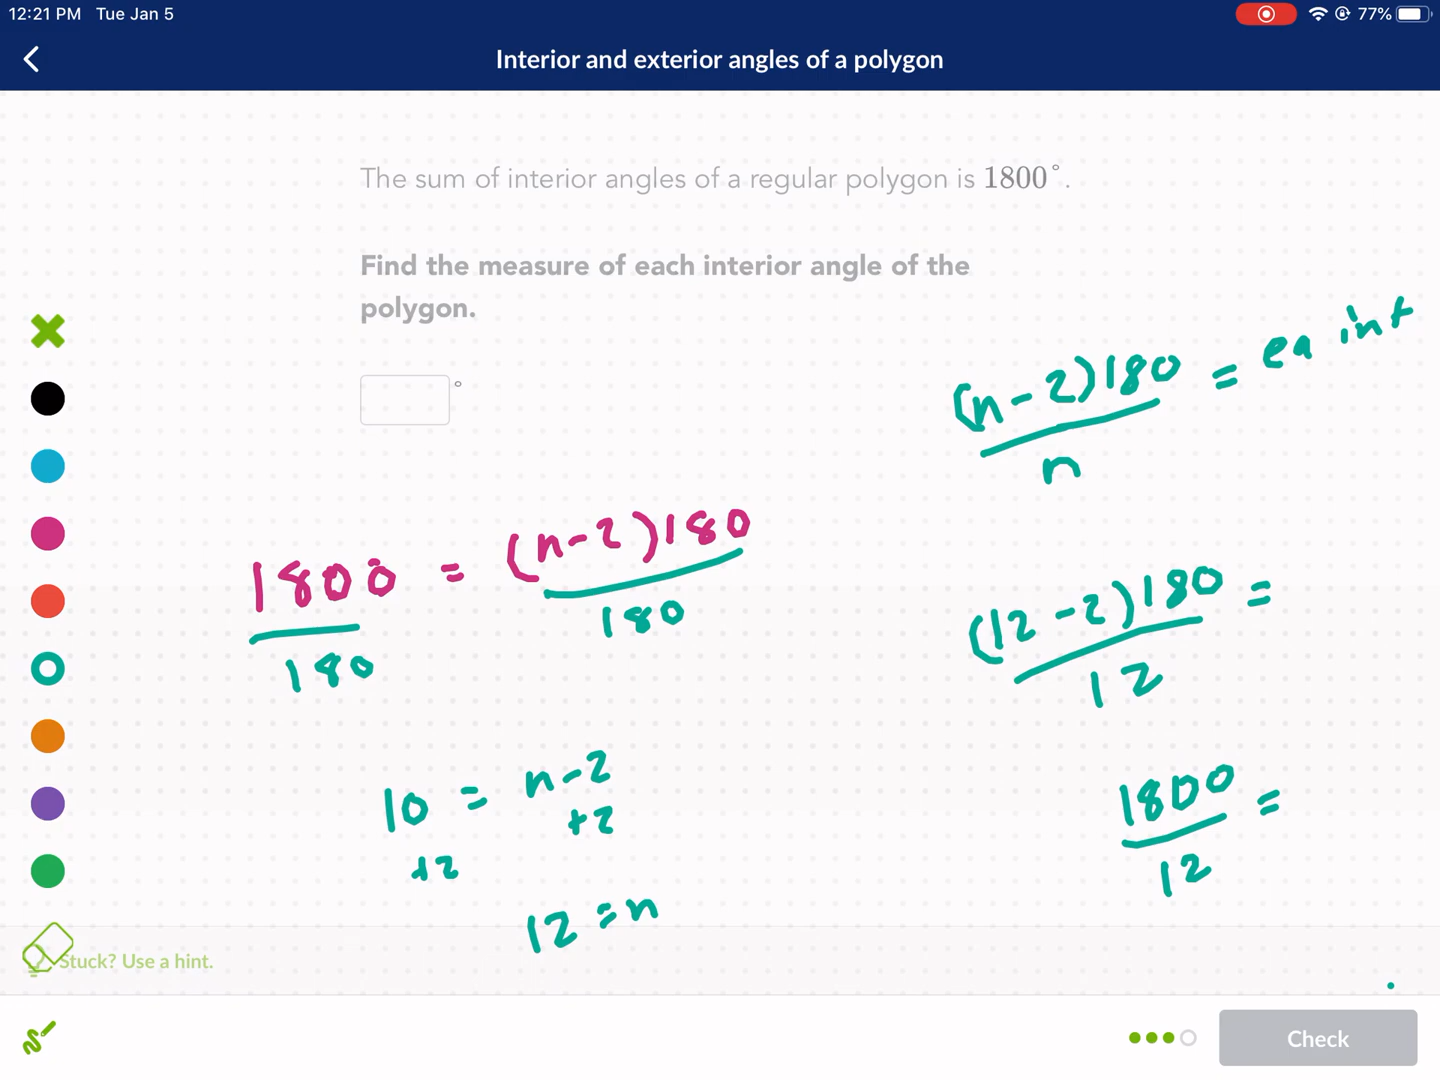 12:21 PM Tue Jan 5 77%
Interior and exterior angles of a polygon
The sum of interior angles of a regular polygon is 1800°.
Find the measure of each interior angle of the
polygon.
°
1800 = (n-2)180
180 180
10 = n-2
+2 +2
12 = n
(n-2)180 = ea int
n
(12-2)180 =
12
1800 =
12
Stuck? Use a hint.
Check